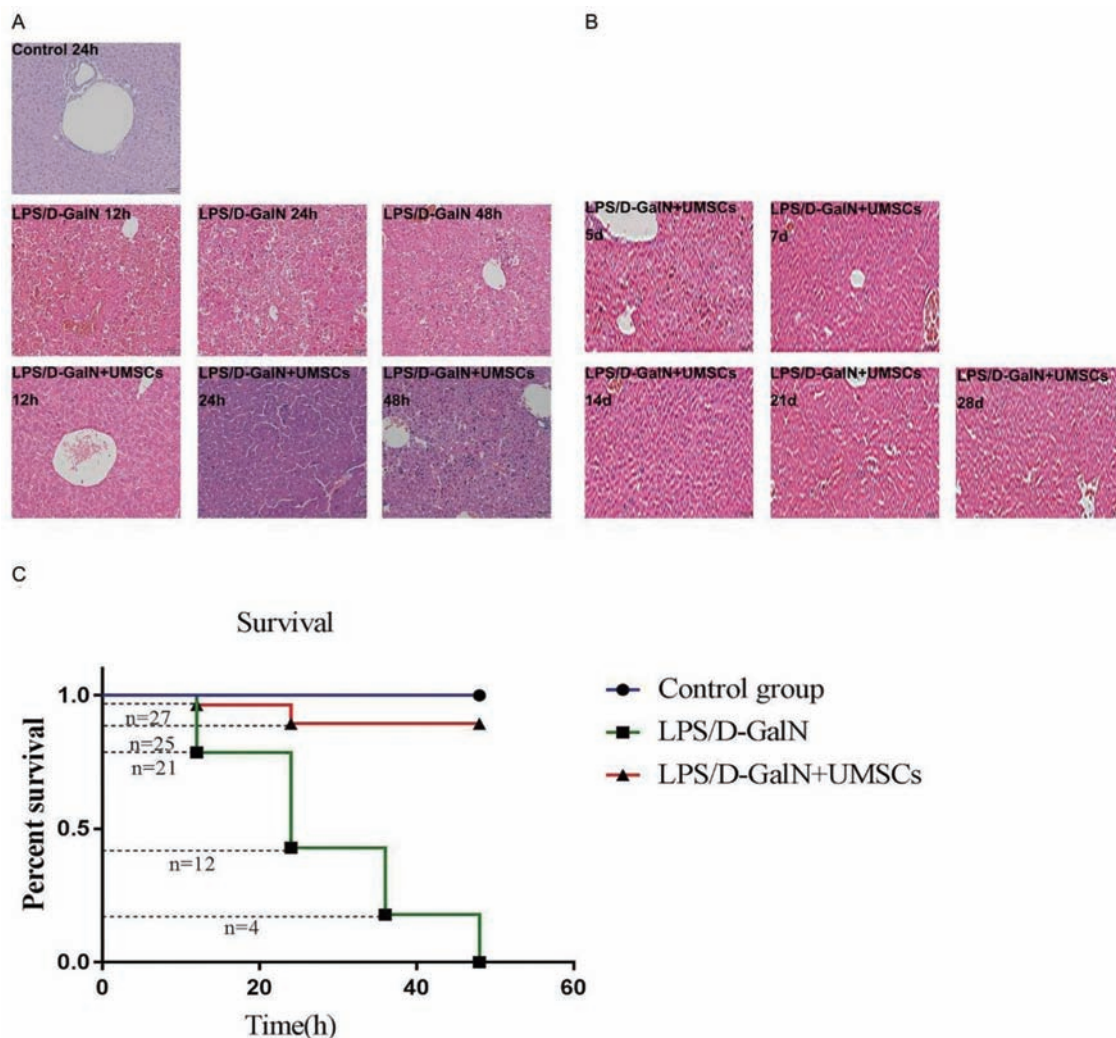 A
B
Control 24h
LPS/D-GalN 12h
LPS/D-GalN 24h
LPS/D-GalN 48h
LPS/D-GalN+UMSCs
12h
LPS/D-GalN+UMSCs
24h
LPS/D-GalN+UMSCs
48h
LPS/D-GalN+UMSCs
5d
LPS/D-GalN+UMSCs
7d
LPS/D-GalN+UMSCs
14d
LPS/D-GalN+UMSCs
21d
LPS/D-GalN+UMSCs
28d
C
Survival
Percent survival
1.0
0.5
0.0
n=27
n=25
n=21
n=12
n=4
0
20
40
60
Time(h)
Control group
LPS/D-GalN
LPS/D-GalN+UMSCs